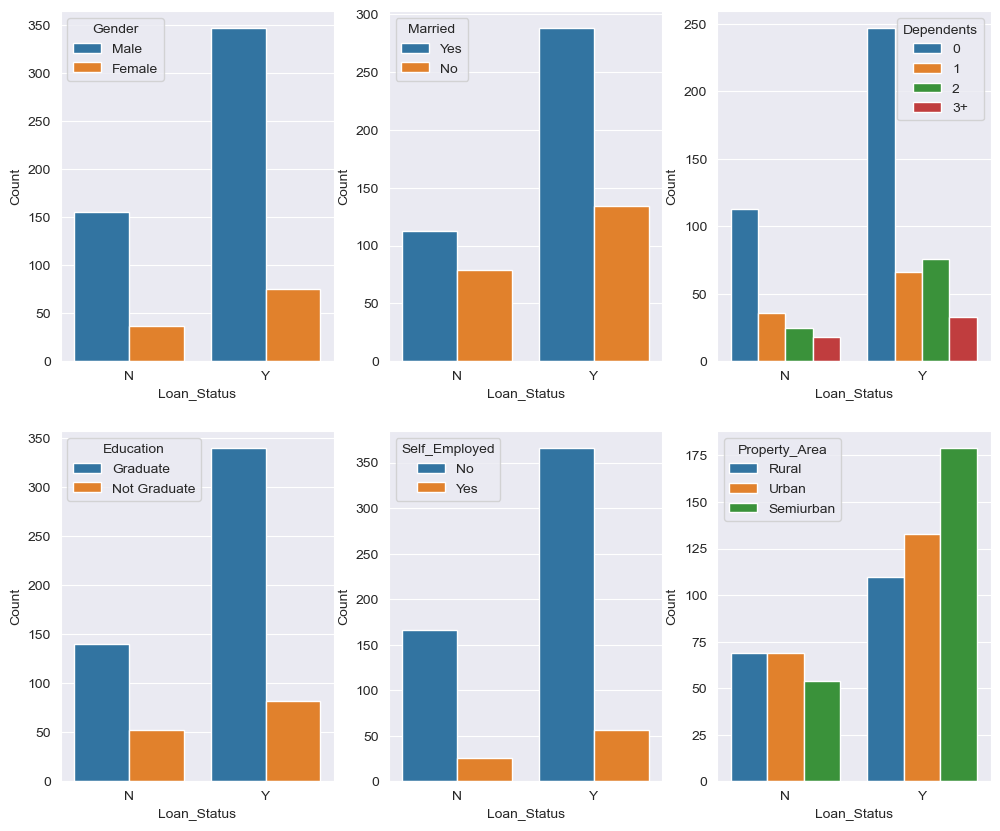 Gender
Male
Female
350
300
250
200
150
100
50
0
Count
N Y
Loan_Status
Married
Yes
No
300
250
200
150
100
50
0
Count
N Y
Loan_Status
Dependents
0
1
2
3+
250
200
150
100
50
0
Count
N Y
Loan_Status
Education
Graduate
Not Graduate
350
300
250
200
150
100
50
0
Count
N Y
Loan_Status
Self_Employed
No
Yes
350
300
250
200
150
100
50
0
Count
N Y
Loan_Status
Property_Area
Rural
Urban
Semiurban
175
150
125
100
75
50
25
0
Count
N Y
Loan_Status